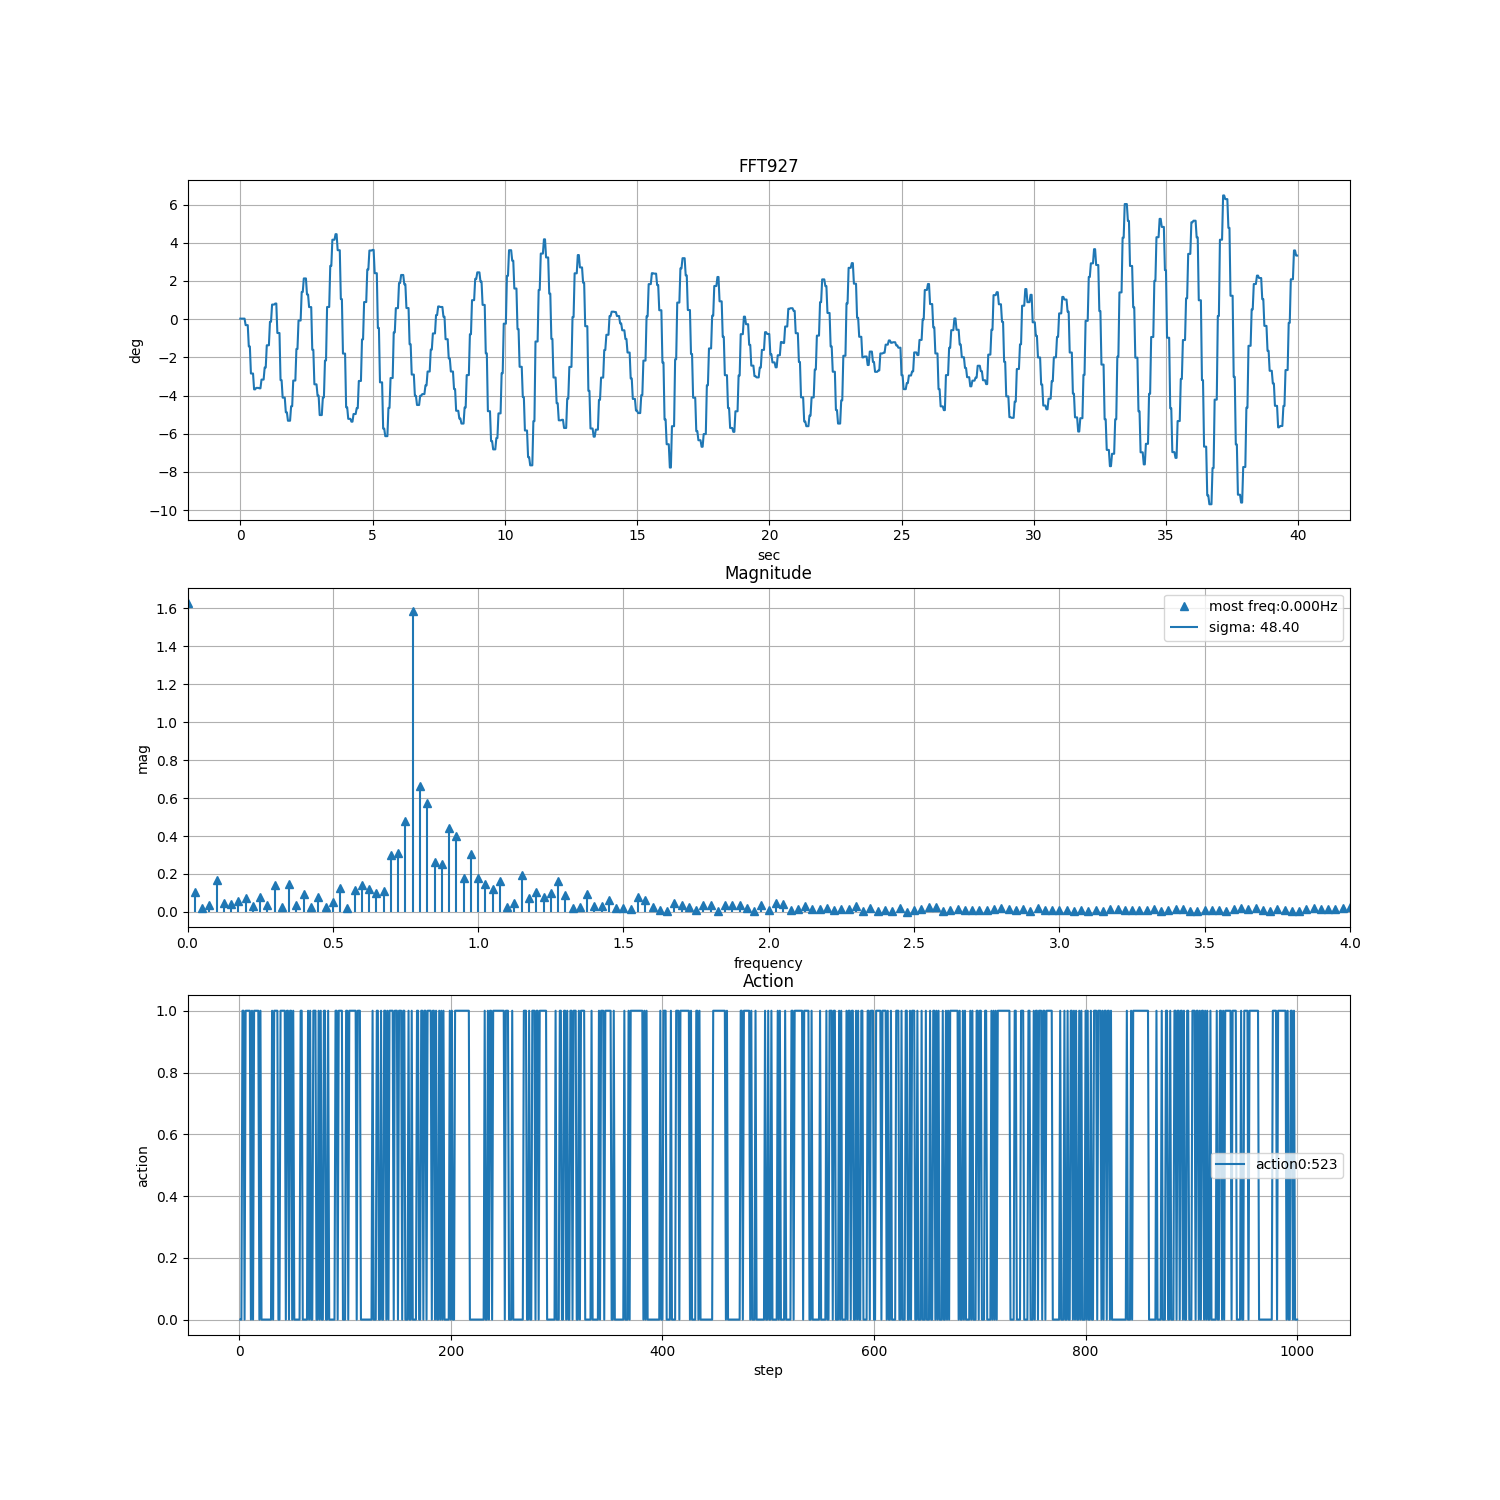 FFT927
6
4
2
0
−2
−4
−6
−8
−10
deg
0 5 10 15 20 25 30 35 40
sec
Magnitude
most freq:0.000Hz
sigma: 48.40
1.6
1.4
1.2
1.0
0.8
0.6
0.4
0.2
0.0
mag
0.0 0.5 1.0 1.5 2.0 2.5 3.0 3.5 4.0
frequency
Action
1.0
0.8
0.6
0.4
0.2
0.0
action
action0:523
0 200 400 600 800 1000
step